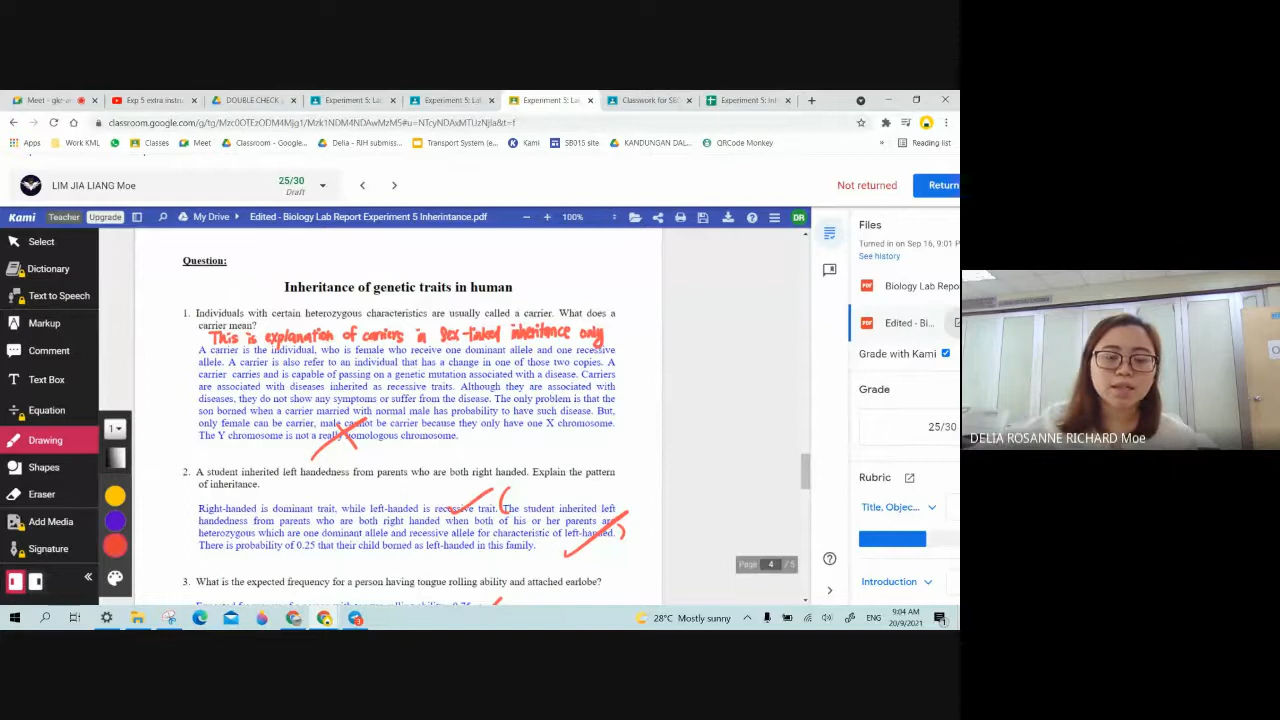 Meet - gle
Exp 5 extra instru
DOUBLE CHECK
Experiment 5: La
Experiment 5: La
Experiment 5: La
Classwork for SB
Experiment 5: Int
classroom.google.com/g/tg/
Apps
Work KML
Classes
Meet
Classroom - Google...
Delia - RIH submiss...
Transport System (e...
Kami
SB015 site
KANDUNGAN DAL...
QRCode Monkey
»
Reading list
LIM JIA LIANG Moe
25/30
Draft
Not returned
Return
Kami
Teacher
Upgrade
My Drive
Edited - Biology Lab Report Experiment 5 Inherintance.pdf
100%
DR
Select
Dictionary
Text to Speech
Markup
Comment
Text Box
Equation
Drawing
1
Shapes
Eraser
Add Media
Signature
Question:
Inheritance of genetic traits in human
1. Individuals with certain heterozygous characteristics are usually called a carrier. What does a
carrier mean?
This is explanation of carriers in Sex-linked inheritance only
A carrier is the individual, who is female who receive one dominant allele and one recessive
allele. A carrier is also refer to an individual that has a change in one of those two copies. A
carrier carries and is capable of passing on a genetic mutation associated with a disease. Carriers
are associated with diseases inherited as recessive traits. Although they are associated with
diseases, they do not show any symptoms or suffer from the disease. The only problem is that the
son borned when a carrier married with normal male has probability to have such disease. But,
only female can be carrier, male cannot be carrier because they only have one X chromosome.
The Y chromosome is not a really homologous chromosome.
2. A student inherited left handedness from parents who are both right handed. Explain the pattern
of inheritance.
Right-handed is dominant trait, while left-handed is recessive trait. The student inherited left
handedness from parents who are both right handed when both of his or her parents are
heterozygous which are one dominant allele and recessive allele for characteristic of left-handed.
There is probability of 0.25 that their child borned as left-handed in this family.
3. What is the expected frequency for a person having tongue rolling ability and attached earlobe?
Page 4 / 5
Files
Turned in on Sep 16, 9:01 P
See history
Biology Lab Repo
Edited - Bi...
Grade with Kami
Grade
25/30
Rubric
Title, Objec...
Introduction
28°C Mostly sunny
ENG
9:04 AM
20/9/2021
DELIA ROSANNE RICHARD Moe